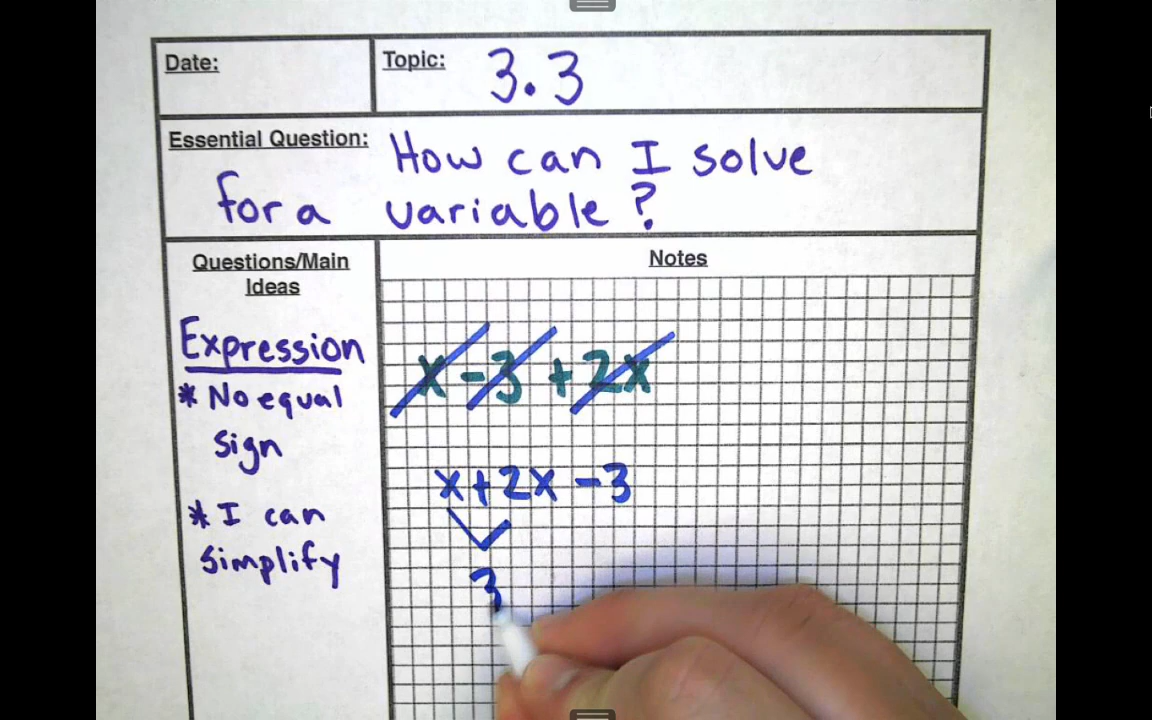 Date:
Topic: 3.3
Essential Question: How can I solve
for a variable?
Questions/Main
Ideas
Notes
Expression
* No equal
sign
* I can
simplify
x - 3 + 2x
x + 2x - 3
3